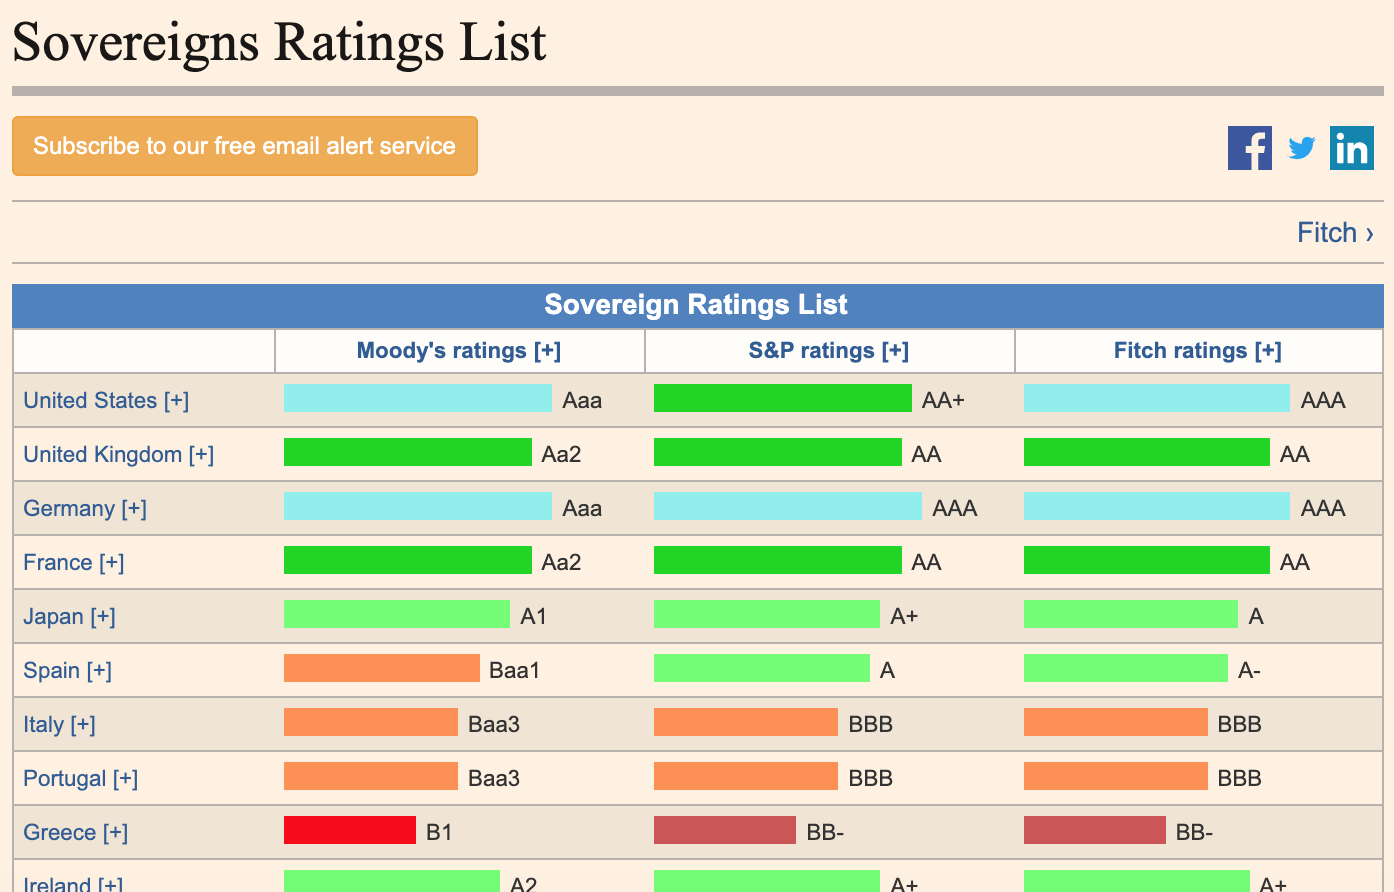 Sovereigns Ratings List
Subscribe to our free email alert service
Fitch ›
Sovereign Ratings List
Moody's ratings [+] S&P ratings [+] Fitch ratings [+]
United States [+] Aaa AA+ AAA
United Kingdom [+] Aa2 AA AA
Germany [+] Aaa AAA AAA
France [+] Aa2 AA AA
Japan [+] A1 A+ A
Spain [+] Baa1 A A-
Italy [+] Baa3 BBB BBB
Portugal [+] Baa3 BBB BBB
Greece [+] B1 BB- BB-
Ireland [+] A2 A+ A+